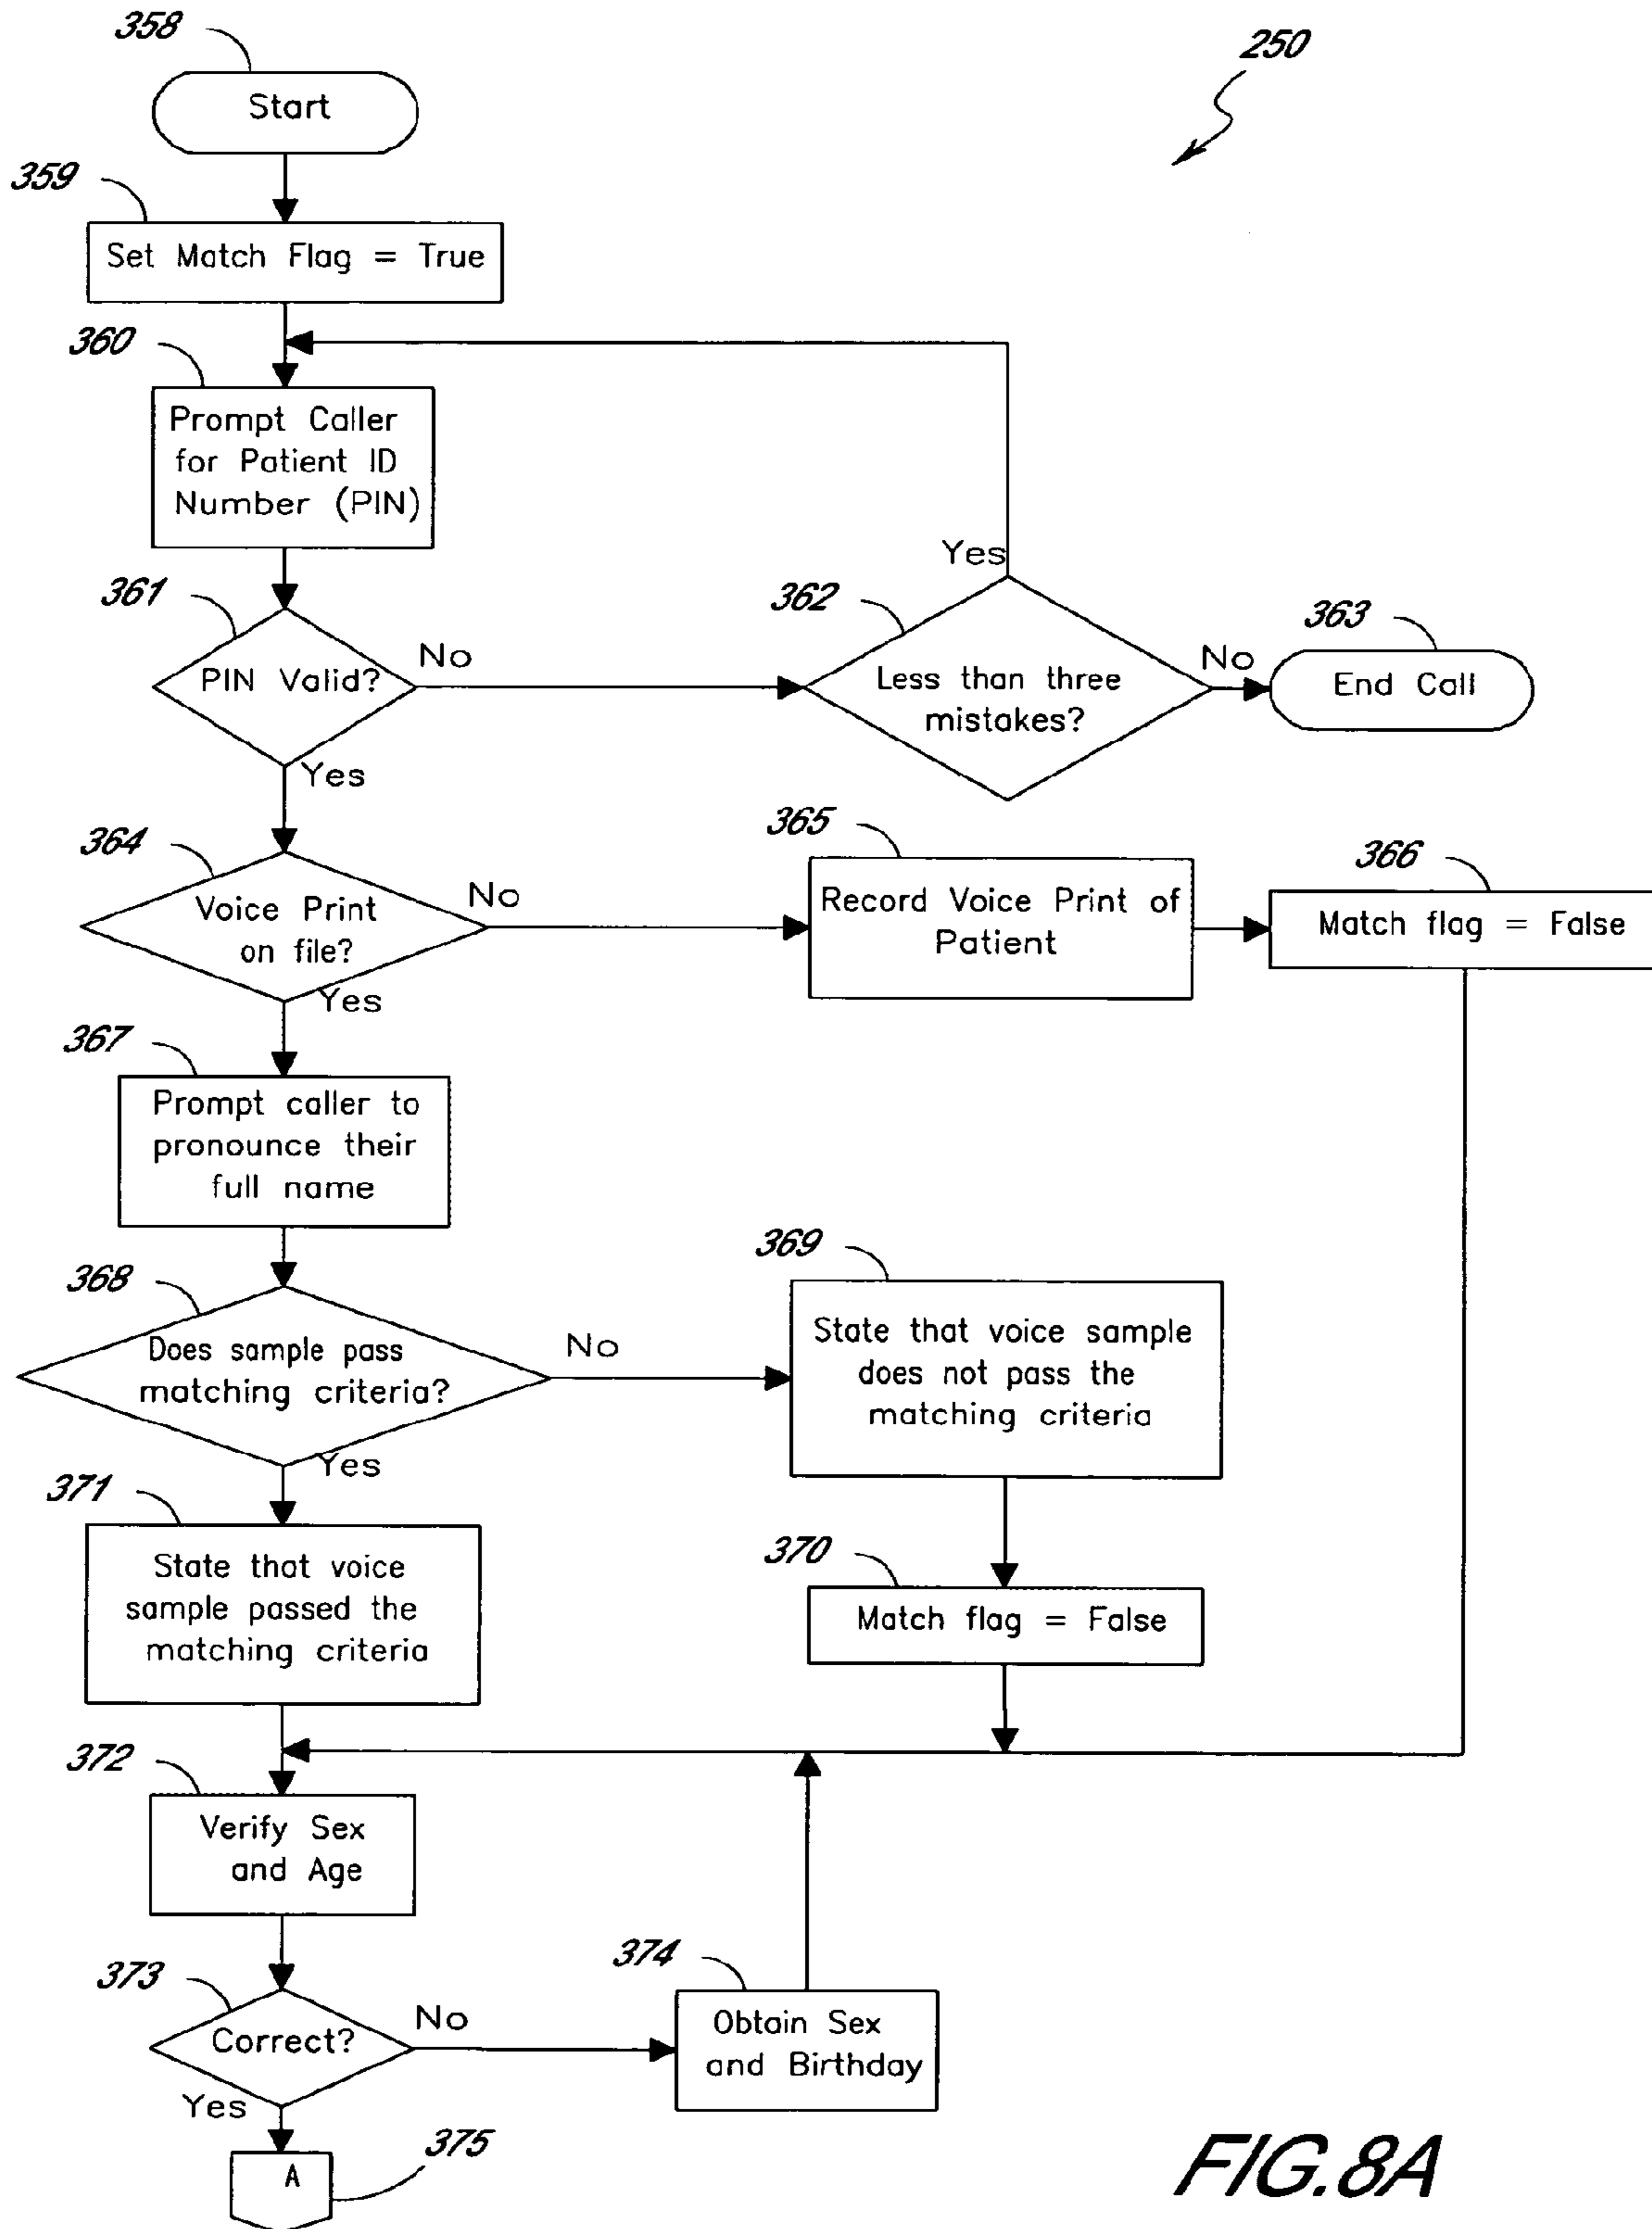 358
Start
250
359
Set Match Flag = True
360
Prompt Caller
for Patient ID
Number (PIN)
361
PIN Valid?
No
Yes
362
Less than three
mistakes?
Yes
No
363
End Call
364
Voice Print
on file?
No
Yes
365
Record Voice Print of
Patient
366
Match flag = False
367
Prompt caller to
pronounce their
full name
368
Does sample pass
matching criteria?
No
Yes
369
State that voice sample
does not pass the
matching criteria
370
Match flag = False
371
State that voice
sample passed the
matching criteria
372
Verify Sex
and Age
373
Correct?
No
Yes
374
Obtain Sex
and Birthday
375
A
FIG.8A